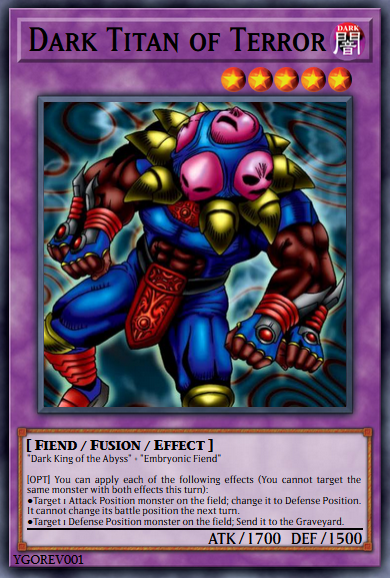 DARK TITAN OF TERROR
DARK
闇
[ FIEND / FUSION / EFFECT ]
"Dark King of the Abyss" - "Embryonic Fiend"
[OPT] You can apply each of the following effects (You cannot target the
same monster with both effects this turn):
●Target 1 Attack Position monster on the field; change it to Defense Position.
It cannot change its battle position the next turn.
●Target 1 Defense Position monster on the field; Send it to the Graveyard.
ATK / 1700 DEF / 1500
YGOREV001